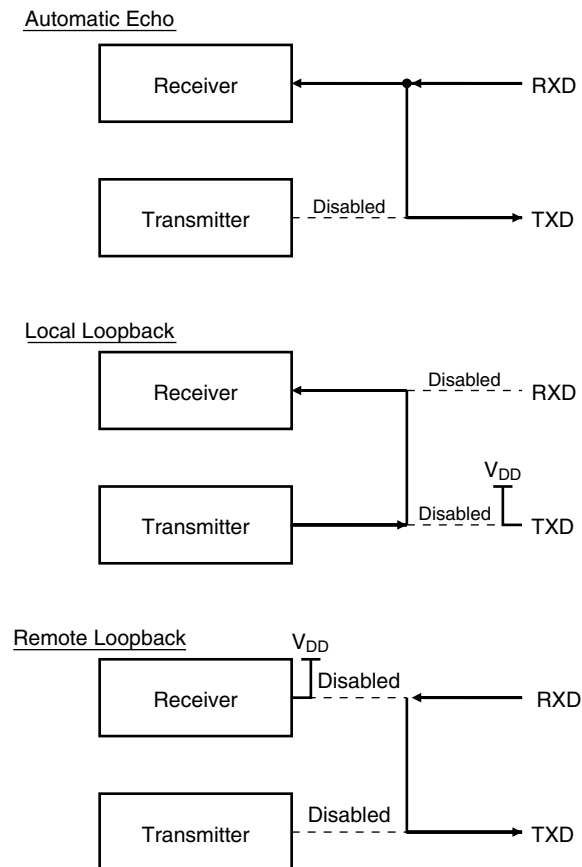 Automatic Echo
Receiver
RXD
Transmitter
Disabled
TXD
Local Loopback
Receiver
Disabled
RXD
VDD
Transmitter
Disabled
TXD
Remote Loopback
VDD
Receiver
Disabled
RXD
Transmitter
Disabled
TXD